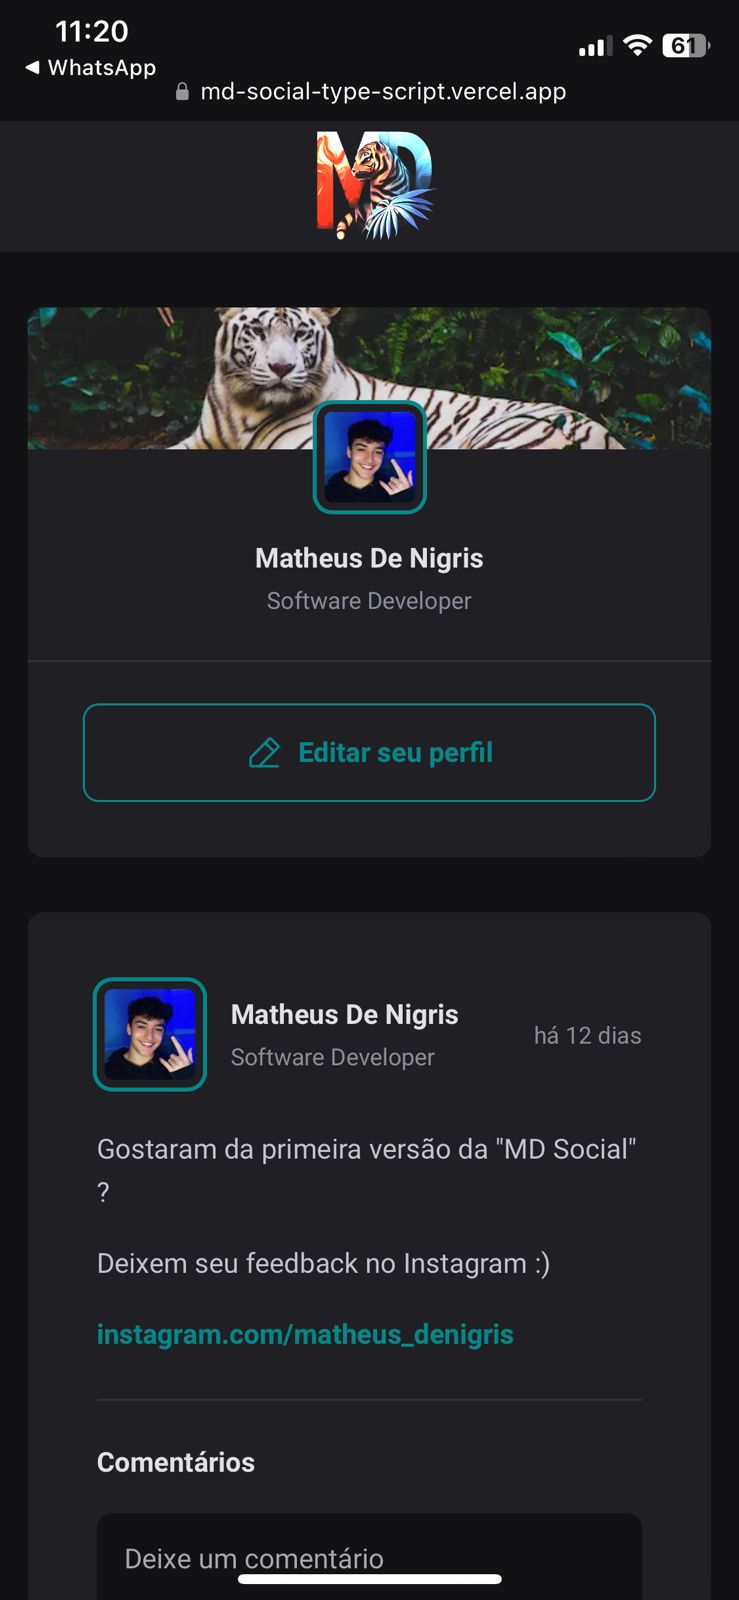 11:20
61
◀ WhatsApp
md-social-type-script.vercel.app
MD
Matheus De Nigris
Software Developer
Editar seu perfil
Matheus De Nigris
Software Developer
há 12 dias
Gostaram da primeira versão da "MD Social"
?
Deixem seu feedback no Instagram :)
instagram.com/matheus_denigris
Comentários
Deixe um comentário